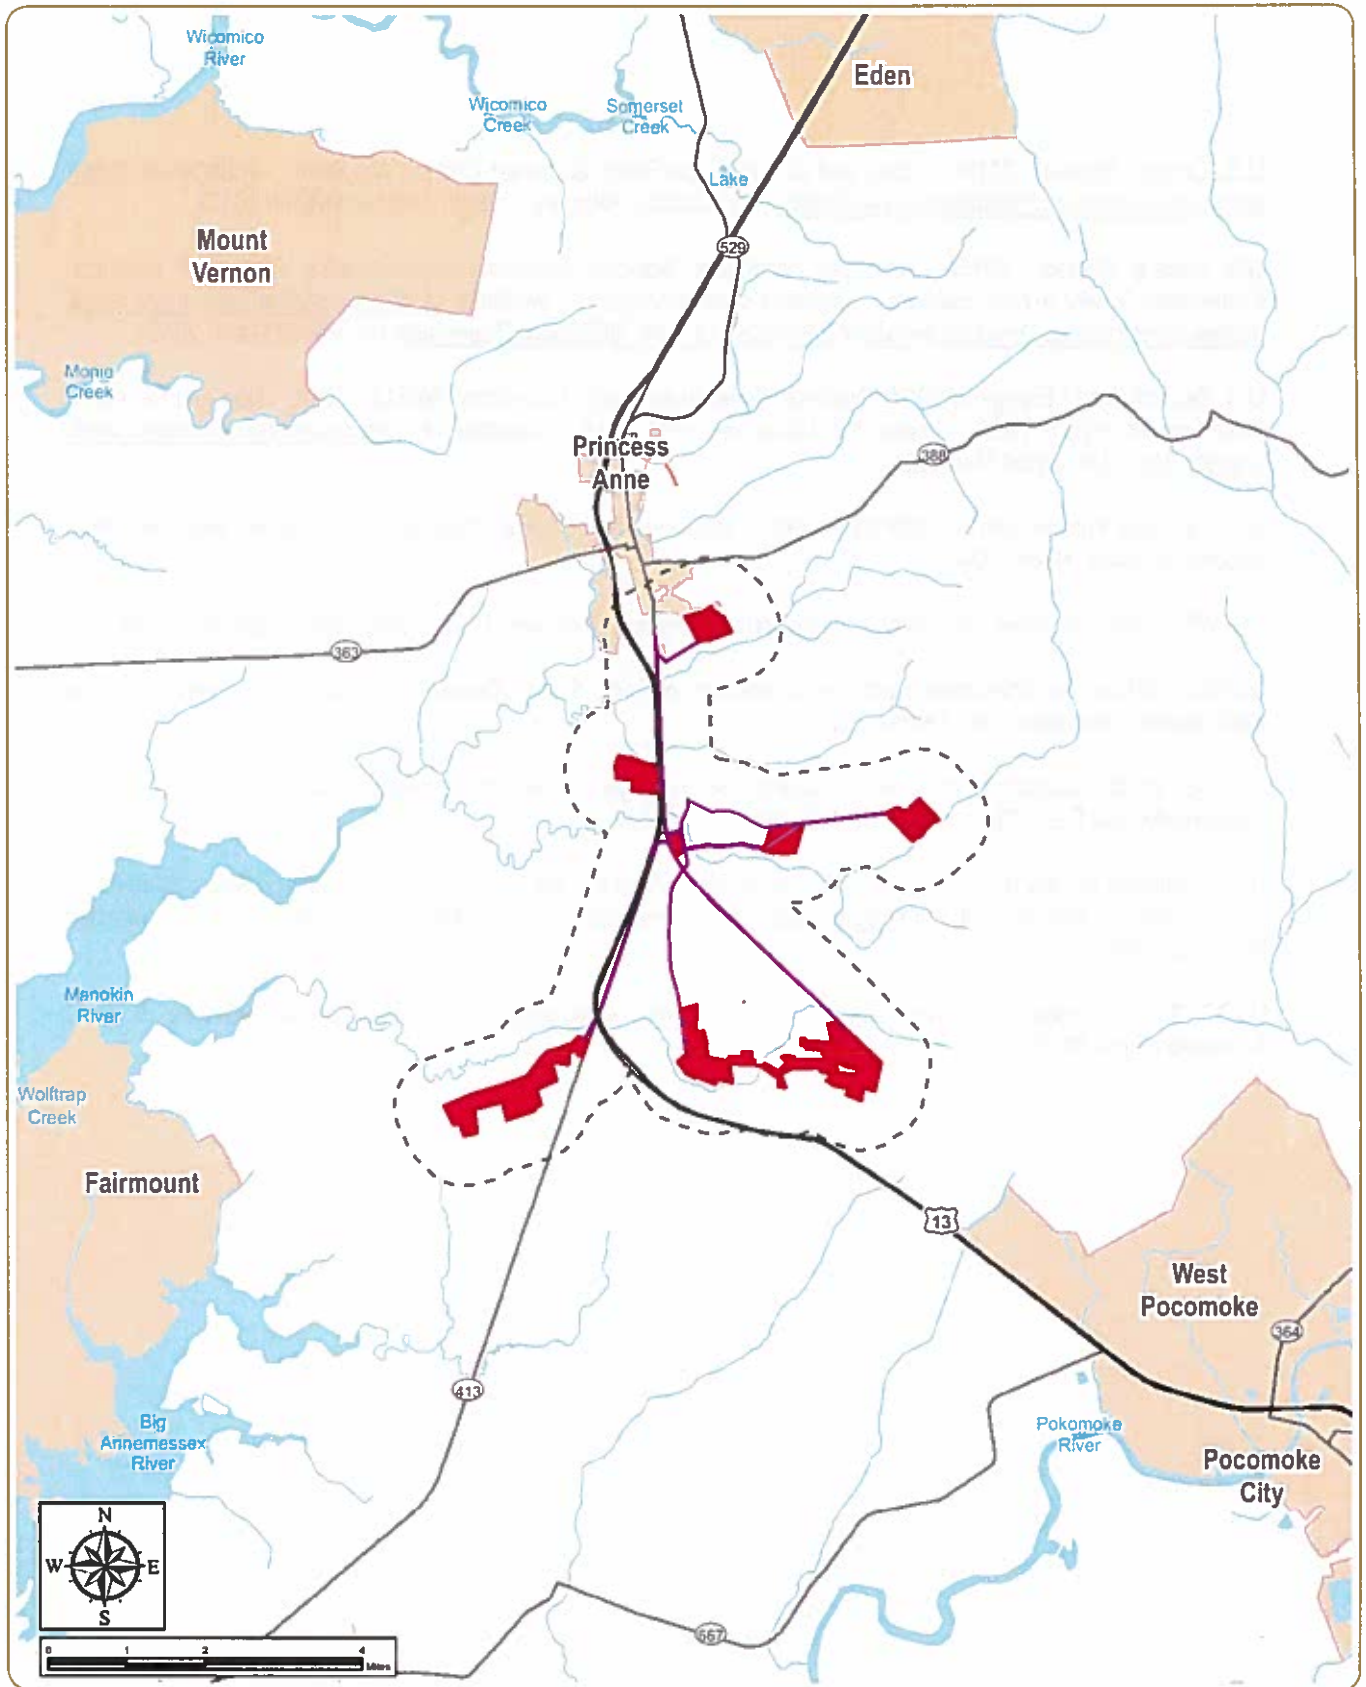 Wicomico
River
Eden
Wicomico
Creek
Somerset
Creek
Lake
Mount
Vernon
529
Monie
Creek
Princess
Anne
388
363
Manokin
River
Wolftrap
Creek
Fairmount
13
West
Pocomoke
364
413
Big
Annemessex
River
Pokomoke
River
Pocomoke
City
N
W
E
S
667
0 1 2 4
Miles